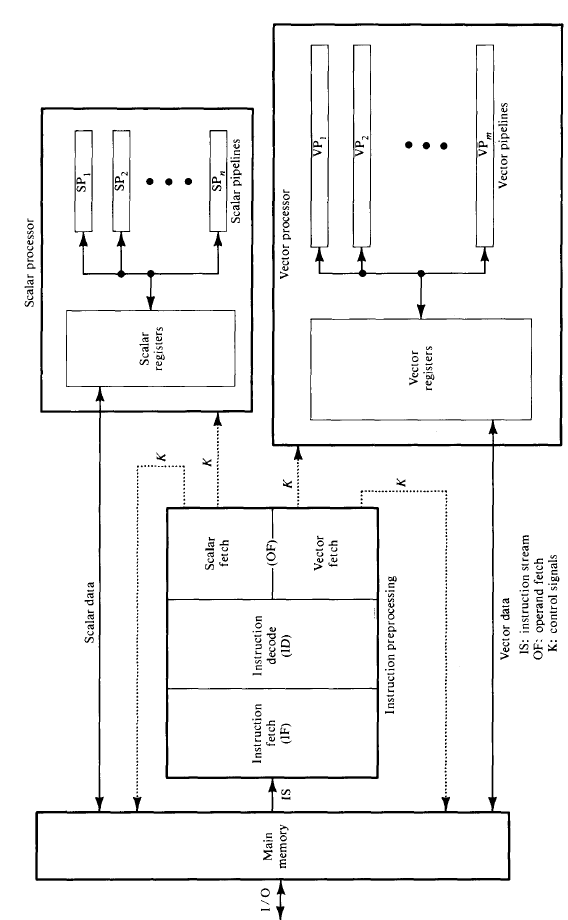 Scalar processor
SP1
SP2
SPn
Scalar pipelines
Scalar
registers
Vector processor
VP1
VP2
VPm
Vector pipelines
Vector
registers
K
K
K
K
Scalar data
Scalar
fetch
(OF)
Vector
fetch
Instruction
decode
(ID)
Instruction
fetch
(IF)
Instruction preprocessing
IS
Main
memory
I/O
Vector data
IS: instruction stream
OF: operand fetch
K: control signals